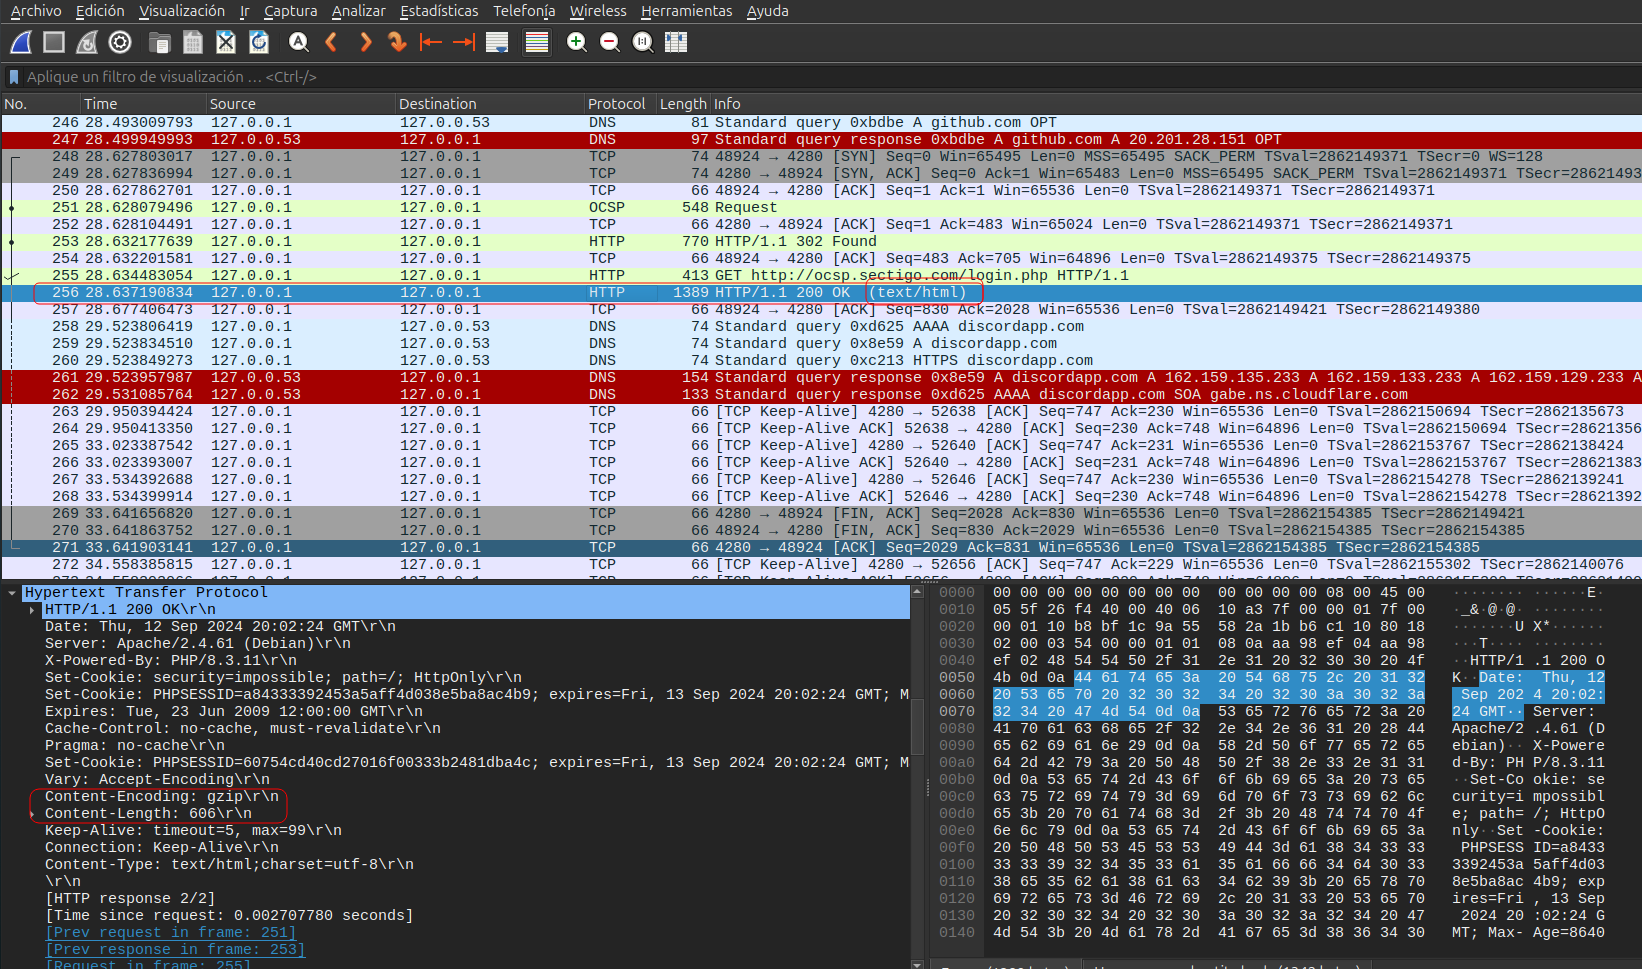 Archivo Edición Visualización Ir Captura Analizar Estadísticas Telefonía Wireless Herramientas Ayuda
Aplique un filtro de visualización … <Ctrl-/>
No. Time Source Destination Protocol Length Info
246 28.493009793 127.0.0.1 127.0.0.53 DNS 81 Standard query 0xbdbe A github.com OPT
247 28.499949993 127.0.0.53 127.0.0.1 DNS 97 Standard query response 0xbdbe A github.com A 20.201.28.151 OPT
248 28.627803017 127.0.0.1 127.0.0.1 TCP 74 48924 → 4280 [SYN] Seq=0 Win=65495 Len=0 MSS=65495 SACK_PERM TSval=2862149371 TSecr=0 WS=128
249 28.627836994 127.0.0.1 127.0.0.1 TCP 74 4280 → 48924 [SYN, ACK] Seq=0 Ack=1 Win=65483 Len=0 MSS=65495 SACK_PERM TSval=2862149371 TSecr=28621493
250 28.627862701 127.0.0.1 127.0.0.1 TCP 66 48924 → 4280 [ACK] Seq=1 Ack=1 Win=65536 Len=0 TSval=2862149371 TSecr=2862149371
251 28.628079496 127.0.0.1 127.0.0.1 OCSP 548 Request
252 28.628104491 127.0.0.1 127.0.0.1 TCP 66 4280 → 48924 [ACK] Seq=1 Ack=483 Win=65024 Len=0 TSval=2862149371 TSecr=2862149371
253 28.632177639 127.0.0.1 127.0.0.1 HTTP 770 HTTP/1.1 302 Found
254 28.632201581 127.0.0.1 127.0.0.1 TCP 66 48924 → 4280 [ACK] Seq=483 Ack=705 Win=64896 Len=0 TSval=2862149375 TSecr=2862149375
255 28.634483054 127.0.0.1 127.0.0.1 HTTP 413 GET http://ocsp.sectigo.com/login.php HTTP/1.1
256 28.637190834 127.0.0.1 127.0.0.1 HTTP 1389 HTTP/1.1 200 OK (text/html)
257 28.677406473 127.0.0.1 127.0.0.1 TCP 66 48924 → 4280 [ACK] Seq=830 Ack=2028 Win=65536 Len=0 TSval=2862149421 TSecr=2862149380
258 29.523806419 127.0.0.1 127.0.0.53 DNS 74 Standard query 0xd625 AAAA discordapp.com
259 29.523834510 127.0.0.1 127.0.0.53 DNS 74 Standard query 0x8e59 A discordapp.com
260 29.523849273 127.0.0.1 127.0.0.53 DNS 74 Standard query 0xc213 HTTPS discordapp.com
261 29.523957987 127.0.0.53 127.0.0.1 DNS 154 Standard query response 0x8e59 A discordapp.com A 162.159.135.233 A 162.159.133.233 A 162.159.129.233 A
262 29.531085764 127.0.0.53 127.0.0.1 DNS 133 Standard query response 0xd625 AAAA discordapp.com SOA gabe.ns.cloudflare.com
263 29.950394424 127.0.0.1 127.0.0.1 TCP 66 [TCP Keep-Alive] 4280 → 52638 [ACK] Seq=747 Ack=230 Win=65536 Len=0 TSval=2862150694 TSecr=2862135673
264 29.950413350 127.0.0.1 127.0.0.1 TCP 66 [TCP Keep-Alive ACK] 52638 → 4280 [ACK] Seq=230 Ack=748 Win=64896 Len=0 TSval=2862150694 TSecr=28621356
265 33.023387542 127.0.0.1 127.0.0.1 TCP 66 [TCP Keep-Alive] 4280 → 52640 [ACK] Seq=747 Ack=231 Win=65536 Len=0 TSval=2862153767 TSecr=2862138424
266 33.023393007 127.0.0.1 127.0.0.1 TCP 66 [TCP Keep-Alive ACK] 52640 → 4280 [ACK] Seq=231 Ack=748 Win=64896 Len=0 TSval=2862153767 TSecr=28621383
267 33.534392688 127.0.0.1 127.0.0.1 TCP 66 [TCP Keep-Alive] 4280 → 52646 [ACK] Seq=747 Ack=230 Win=65536 Len=0 TSval=2862154278 TSecr=2862139241
268 33.534399914 127.0.0.1 127.0.0.1 TCP 66 [TCP Keep-Alive ACK] 52646 → 4280 [ACK] Seq=230 Ack=748 Win=64896 Len=0 TSval=2862154278 TSecr=28621392
269 33.641656820 127.0.0.1 127.0.0.1 TCP 66 4280 → 48924 [FIN, ACK] Seq=2028 Ack=830 Win=65536 Len=0 TSval=2862154385 TSecr=2862149421
270 33.641863752 127.0.0.1 127.0.0.1 TCP 66 48924 → 4280 [FIN, ACK] Seq=830 Ack=2029 Win=65536 Len=0 TSval=2862154385 TSecr=2862154385
271 33.641903141 127.0.0.1 127.0.0.1 TCP 66 4280 → 48924 [ACK] Seq=2029 Ack=831 Win=65536 Len=0 TSval=2862154385 TSecr=2862154385
272 34.558385815 127.0.0.1 127.0.0.1 TCP 66 [TCP Keep-Alive] 4280 → 52656 [ACK] Seq=747 Ack=229 Win=65536 Len=0 TSval=2862155302 TSecr=2862140076
Hypertext Transfer Protocol
HTTP/1.1 200 OK\r\n
Date: Thu, 12 Sep 2024 20:02:24 GMT\r\n
Server: Apache/2.4.61 (Debian)\r\n
X-Powered-By: PHP/8.3.11\r\n
Set-Cookie: security=impossible; path=/; HttpOnly\r\n
Set-Cookie: PHPSESSID=a84333392453a5aff4d038e5ba8ac4b9; expires=Fri, 13 Sep 2024 20:02:24 GMT; M
Expires: Tue, 23 Jun 2009 12:00:00 GMT\r\n
Cache-Control: no-cache, must-revalidate\r\n
Pragma: no-cache\r\n
Set-Cookie: PHPSESSID=60754cd40cd27016f00333b2481dba4c; expires=Fri, 13 Sep 2024 20:02:24 GMT; M
Vary: Accept-Encoding\r\n
Content-Encoding: gzip\r\n
Content-Length: 606\r\n
Keep-Alive: timeout=5, max=99\r\n
Connection: Keep-Alive\r\n
Content-Type: text/html;charset=utf-8\r\n
\r\n
[HTTP response 2/2]
[Time since request: 0.002707780 seconds]
[Prev request in frame: 251]
[Prev response in frame: 253]
[Request in frame: 255]
0000 00 00 00 00 00 00 00 00 00 00 00 00 08 00 45 00 ········ ······E·
0010 05 5f 26 f4 40 00 40 06 10 a3 7f 00 00 01 7f 00 ·_&·@·@· ········
0020 00 01 10 b8 bf 1c 9a 55 58 2a 1b b6 c1 10 80 18 ·······U X*······
0030 02 00 03 54 00 00 01 01 08 0a aa 98 ef 04 aa 98 ···T···· ········
0040 ef 02 48 54 54 50 2f 31 2e 31 20 32 30 30 20 4f ··HTTP/1 .1 200 O
0050 4b 0d 0a 44 61 74 65 3a 20 54 68 75 2c 20 31 32 K··Date: Thu, 12
0060 20 53 65 70 20 32 30 32 34 20 32 30 3a 30 32 3a Sep 202 4 20:02:
0070 32 34 20 47 4d 54 0d 0a 53 65 72 76 65 72 3a 20 24 GMT·· Server:
0080 41 70 61 63 68 65 2f 32 2e 34 2e 36 31 20 28 44 Apache/2 .4.61 (D
0090 65 62 69 61 6e 29 0d 0a 58 2d 50 6f 77 65 72 65 ebian)·· X-Powere
00a0 64 2d 42 79 3a 20 50 48 50 2f 38 2e 33 2e 31 31 d-By: PH P/8.3.11
00b0 0d 0a 53 65 74 2d 43 6f 6f 6b 69 65 3a 20 73 65 ··Set-Co okie: se
00c0 63 75 72 69 74 79 3d 69 6d 70 6f 73 73 69 62 6c curity=i mpossibl
00d0 65 3b 20 70 61 74 68 3d 2f 3b 20 48 74 74 70 4f e; path= /; HttpO
00e0 6e 6c 79 0d 0a 53 65 74 2d 43 6f 6f 6b 69 65 3a nly··Set -Cookie:
00f0 20 50 48 50 53 45 53 53 49 44 3d 61 38 34 33 33 PHPSESS ID=a8433
0100 33 33 39 32 34 35 33 61 35 61 66 66 34 64 30 33 3392453a 5aff4d03
0110 38 65 35 62 61 38 61 63 34 62 39 3b 20 65 78 70 8e5ba8ac 4b9; exp
0120 69 72 65 73 3d 46 72 69 2c 20 31 33 20 53 65 70 ires=Fri , 13 Sep
0130 20 32 30 32 34 20 32 30 3a 30 32 3a 32 34 20 47 2024 20 :02:24 G
0140 4d 54 3b 20 4d 61 78 2d 41 67 65 3d 38 36 34 30 MT; Max- Age=8640